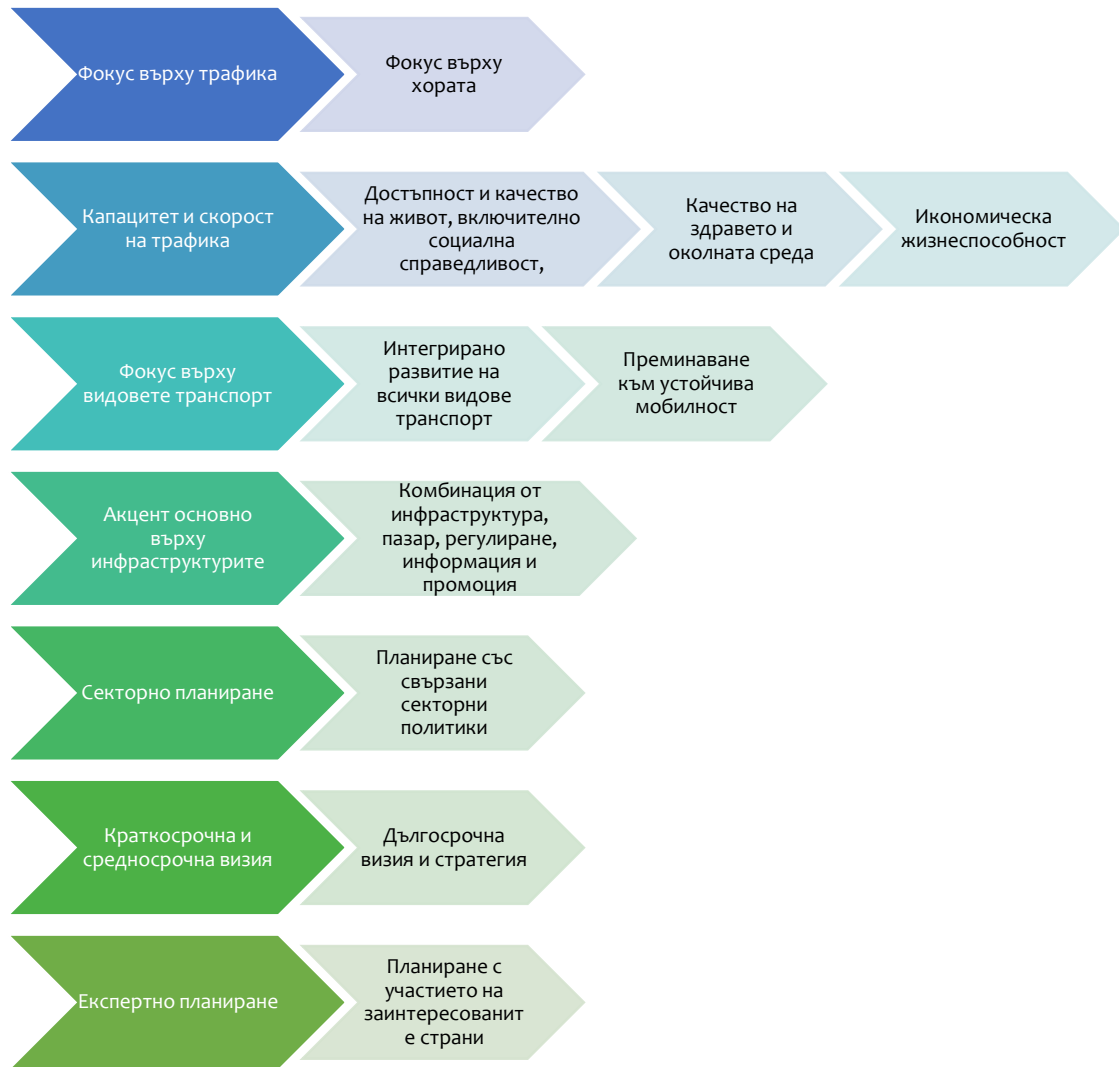 Фокус върху трафика
Фокус върху
хората
Капацитет и скорост
на трафика
Достъпност и качество
на живот, включително
социална
справедливост,
Качество на
здравето и
околната среда
Икономическа
жизнеспособност
Фокус върху
видовете транспорт
Интегрирано
развитие на
всички видове
транспорт
Преминаване
към устойчива
мобилност
Акцент основно
върху
инфраструктурите
Комбинация от
инфраструктура,
пазар, регулиране,
информация и
промоция
Секторно планиране
Планиране със
свързани
секторни
политики
Краткосрочна и
средносрочна визия
Дългосрочна
визия и стратегия
Експертно планиране
Планиране с
участието на
заинтересованит
е страни